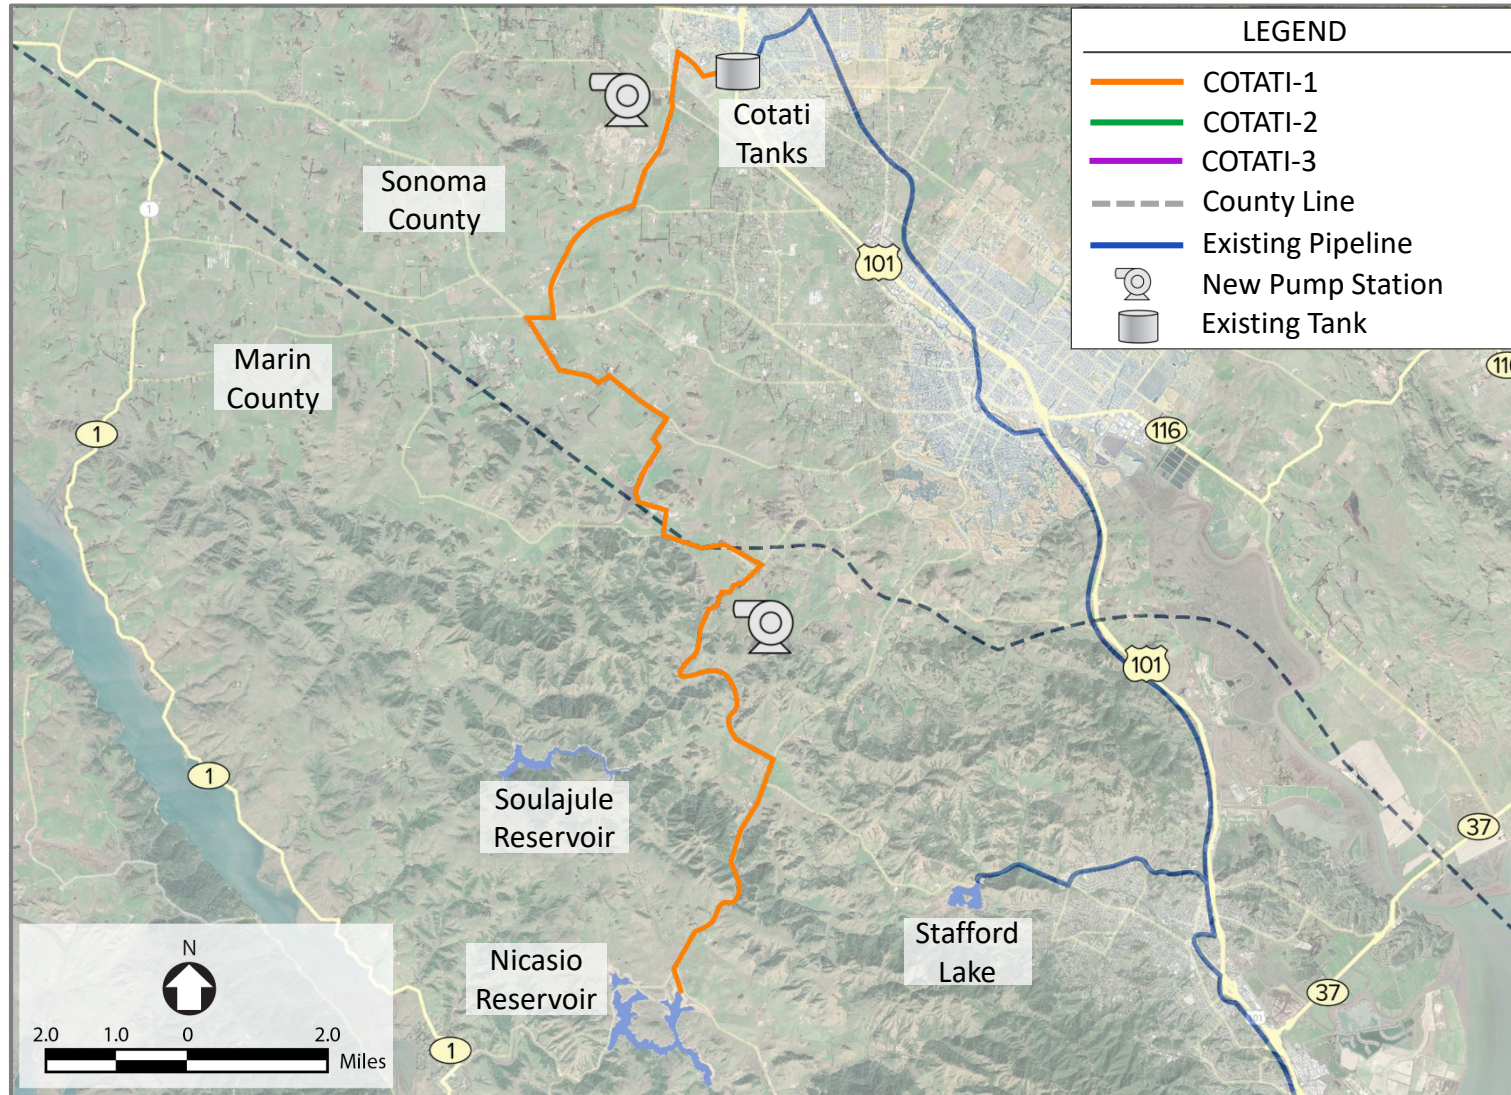 LEGEND
COTATI-1
COTATI-2
COTATI-3
County Line
Existing Pipeline
New Pump Station
Existing Tank
Cotati
Tanks
Sonoma
County
1
101
Marin
County
116
116
1
101
1
Soulajule
Reservoir
37
Stafford
Lake
Nicasio
Reservoir
37
101
1
N
2.0 1.0 0 2.0
Miles